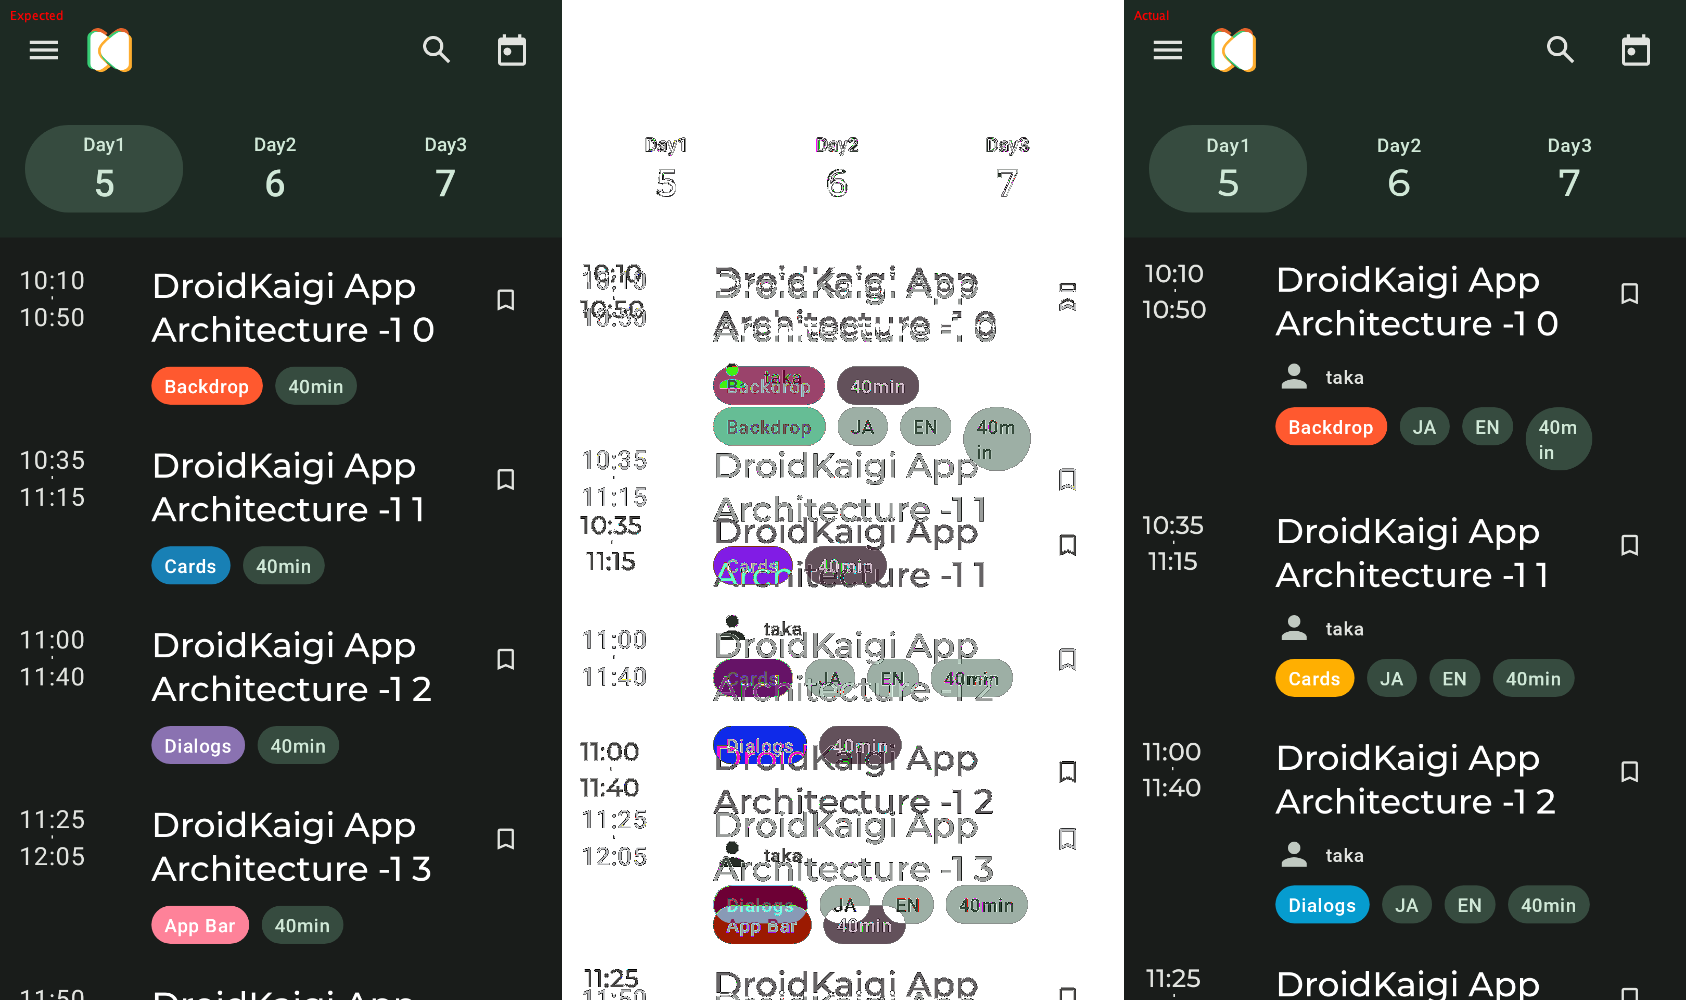 Expected
Day1
5
Day2
6
Day3
7
10:10
10:50
DroidKaigi App
Architecture -1 0
Backdrop
40min
10:35
11:15
DroidKaigi App
Architecture -1 1
Cards
40min
11:00
11:40
DroidKaigi App
Architecture -1 2
Dialogs
40min
11:25
12:05
DroidKaigi App
Architecture -1 3
App Bar
40min
11:50
DroidKaigi App
Day1
5
Day2
6
Day3
7
10:10
10:50
DroidKaigi App
Architecture -1 0
taka
Backdrop
40min
Backdrop
JA
EN
40m
in
10:35
11:15
DroidKaigi App
Architecture -1 1
10:35
11:15
DroidKaigi App
Cards
40min
Architecture -1 1
taka
11:00
11:40
DroidKaigi App
Cards
JA
EN
40min
Architecture -1 2
Dialogs
40min
11:00
11:40
DroidKaigi App
Architecture -1 2
11:25
12:05
DroidKaigi App
taka
Architecture -1 3
Dialogs
JA
EN
40min
App Bar
40min
11:25
11:50
DroidKaigi App
Actual
Day1
5
Day2
6
Day3
7
10:10
10:50
DroidKaigi App
Architecture -1 0
taka
Backdrop
JA
EN
40m
in
10:35
11:15
DroidKaigi App
Architecture -1 1
taka
Cards
JA
EN
40min
11:00
11:40
DroidKaigi App
Architecture -1 2
taka
Dialogs
JA
EN
40min
11:25
DroidKaigi App